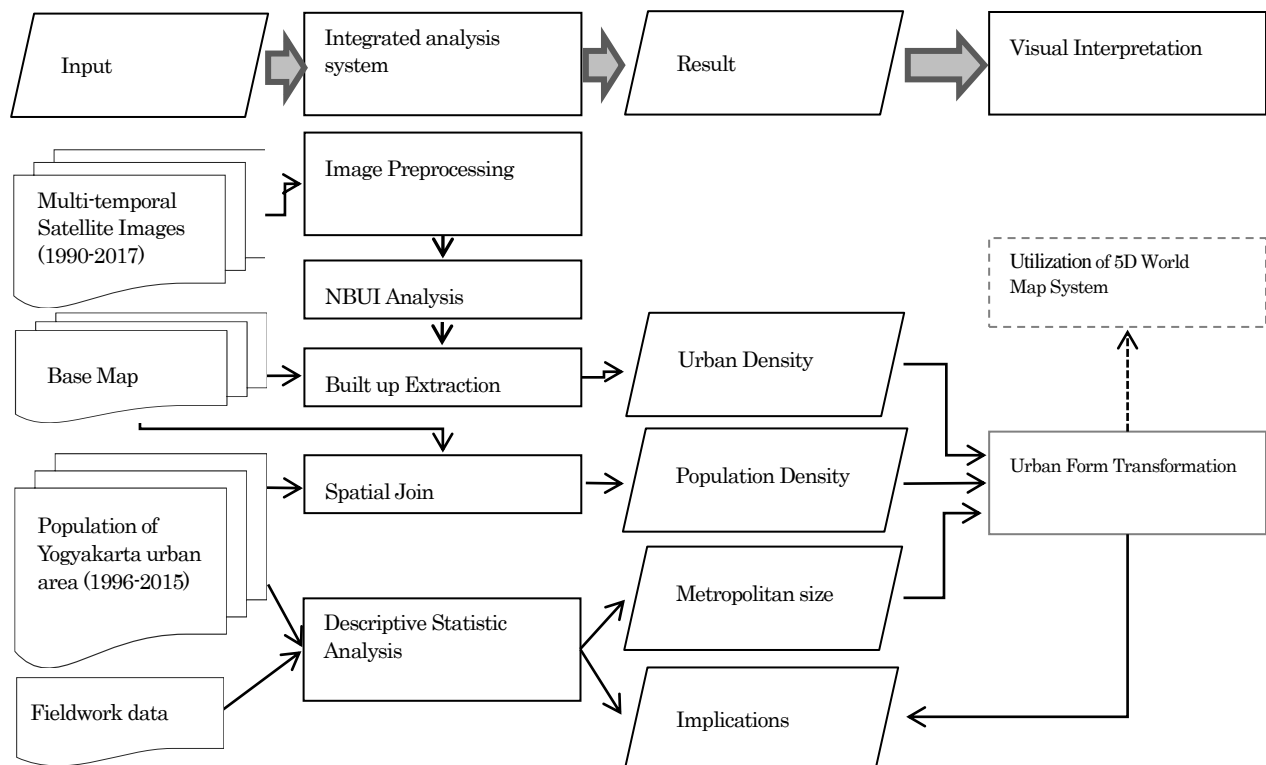 Input
Integrated analysis
system
Result
Visual Interpretation
Multi-temporal
Satellite Images
(1990-2017)
Image Preprocessing
NBUI Analysis
Utilization of 5D World
Map System
Base Map
Built up Extraction
Urban Density
Population of
Yogyakarta urban
area (1996-2015)
Spatial Join
Population Density
Urban Form Transformation
Fieldwork data
Descriptive Statistic
Analysis
Metropolitan size
Implications